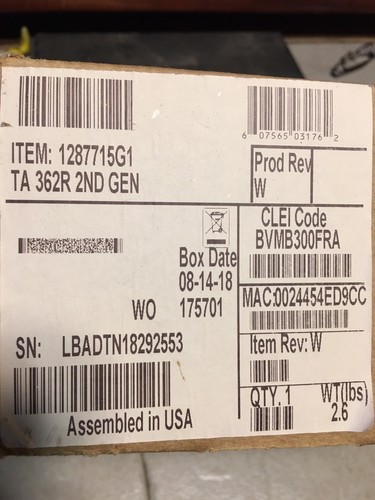 6 07565 03176 2
ITEM: 1287715G1
TA 362R 2ND GEN
Prod Rev
W
CLEI Code
BVMB300FRA
Box Date
08-14-18
WO 175701
MAC:0024454ED9CC
SN: LBADTN18292553
Item Rev: W
QTY. 1
WT(lbs)
2.6
Assembled in USA